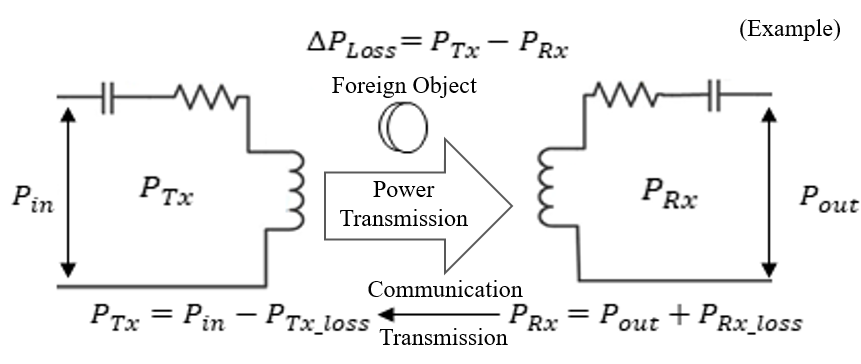 (Example)
ΔP_Loss = P_Tx − P_Rx
Foreign Object
P_in
P_Tx
Power
Transmission
P_Rx
P_out
Communication
P_Tx = P_in − P_Tx_loss
P_Rx = P_out + P_Rx_loss
Transmission